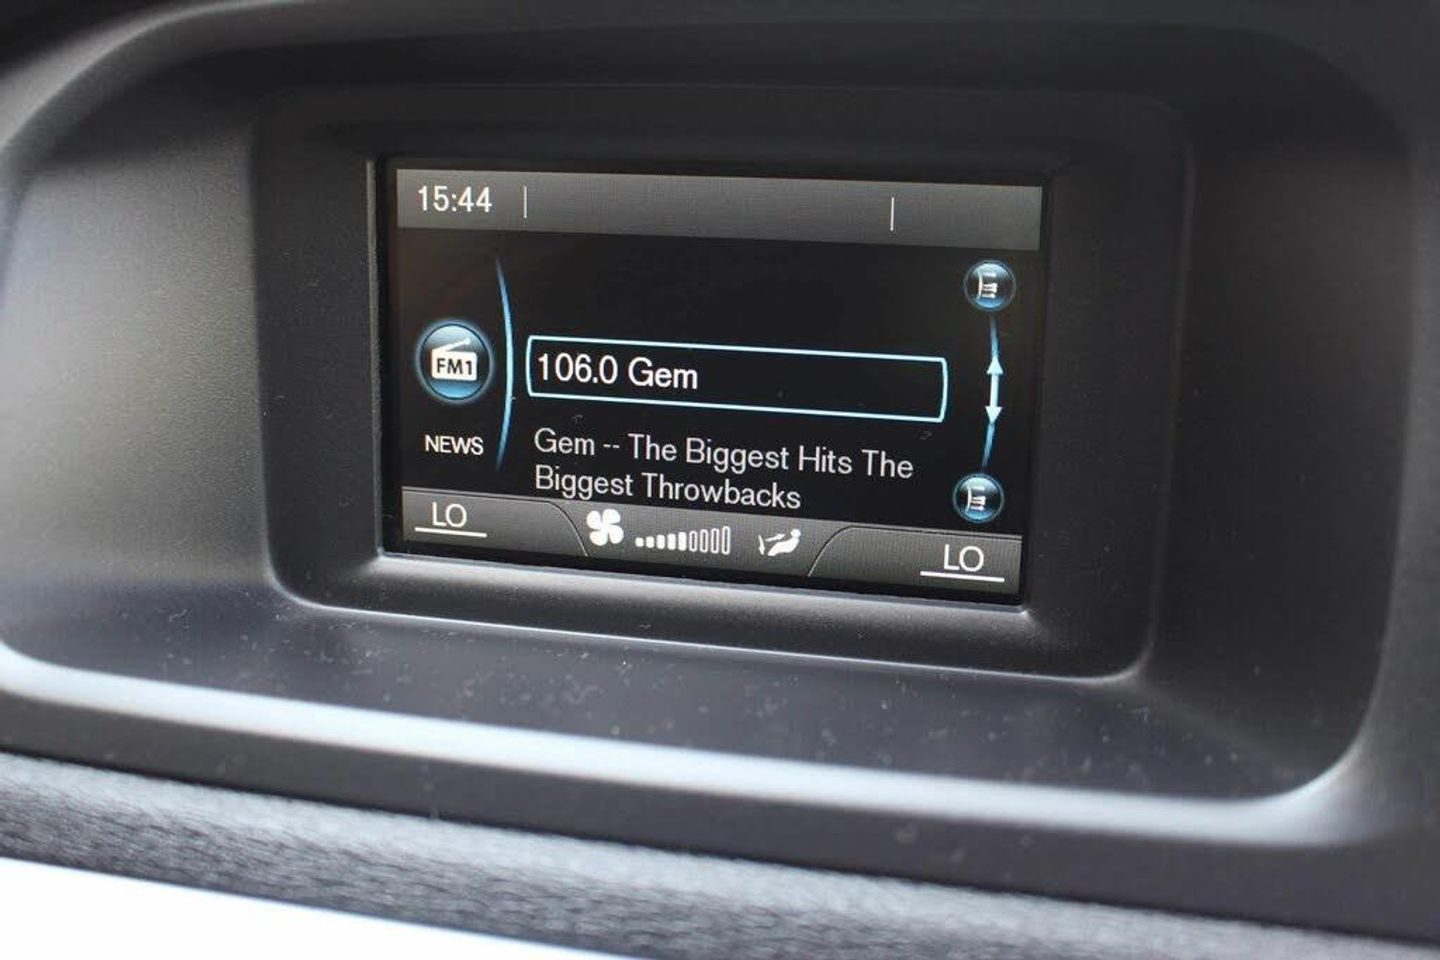 15:44
FM1
106.0 Gem
NEWS
Gem -- The Biggest Hits The
Biggest Throwbacks
LO
LO